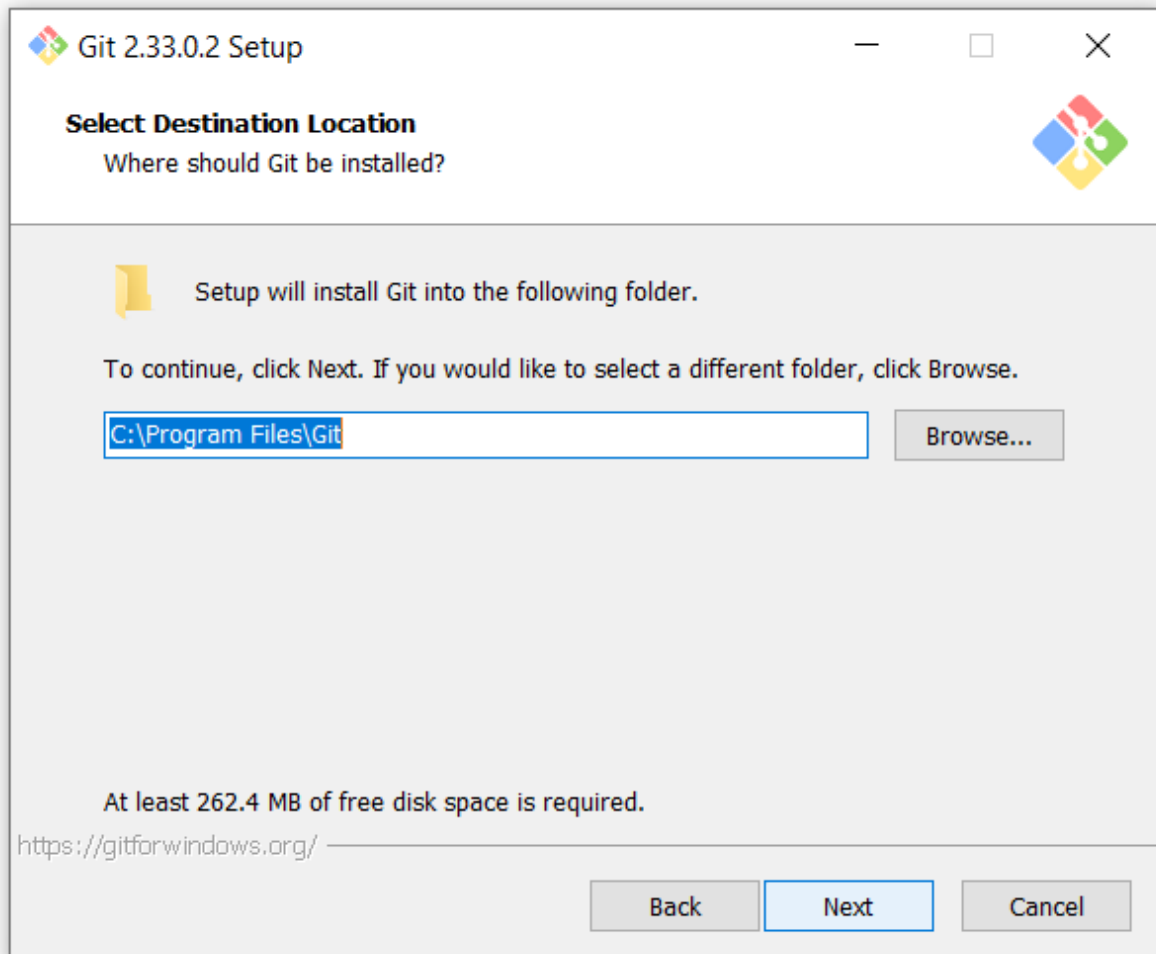 Git 2.33.0.2 Setup
Select Destination Location
Where should Git be installed?
Setup will install Git into the following folder.
To continue, click Next. If you would like to select a different folder, click Browse.
C:\Program Files\Git
Browse...
At least 262.4 MB of free disk space is required.
https://gitforwindows.org/
Back
Next
Cancel